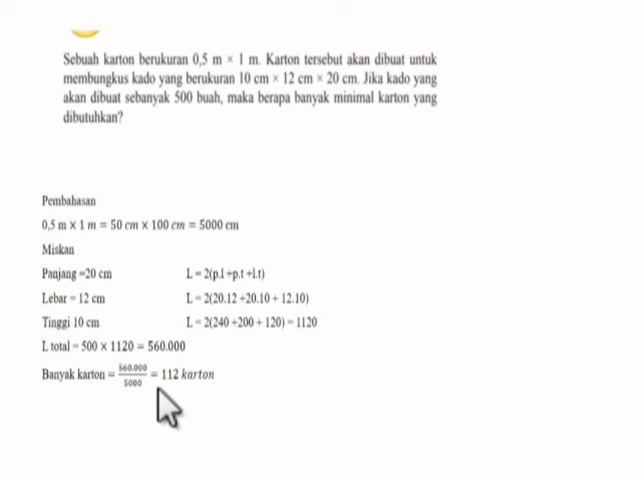 Sebuah karton berukuran 0,5 m × 1 m. Karton tersebut akan dibuat untuk
membungkus kado yang berukuran 10 cm × 12 cm × 20 cm. Jika kado yang
akan dibuat sebanyak 500 buah, maka berapa banyak minimal karton yang
dibutuhkan?
Pembahasan
0,5 m × 1 m = 50 cm × 100 cm = 5000 cm
Miskan
Panjang =20 cm L = 2(p.l +p.t +l.t)
Lebar = 12 cm L = 2(20.12 +20.10 + 12.10)
Tinggi 10 cm L = 2(240 +200 + 120) = 1120
L total = 500 × 1120 = 560.000
Banyak karton = 560.000/5000 = 112 karton